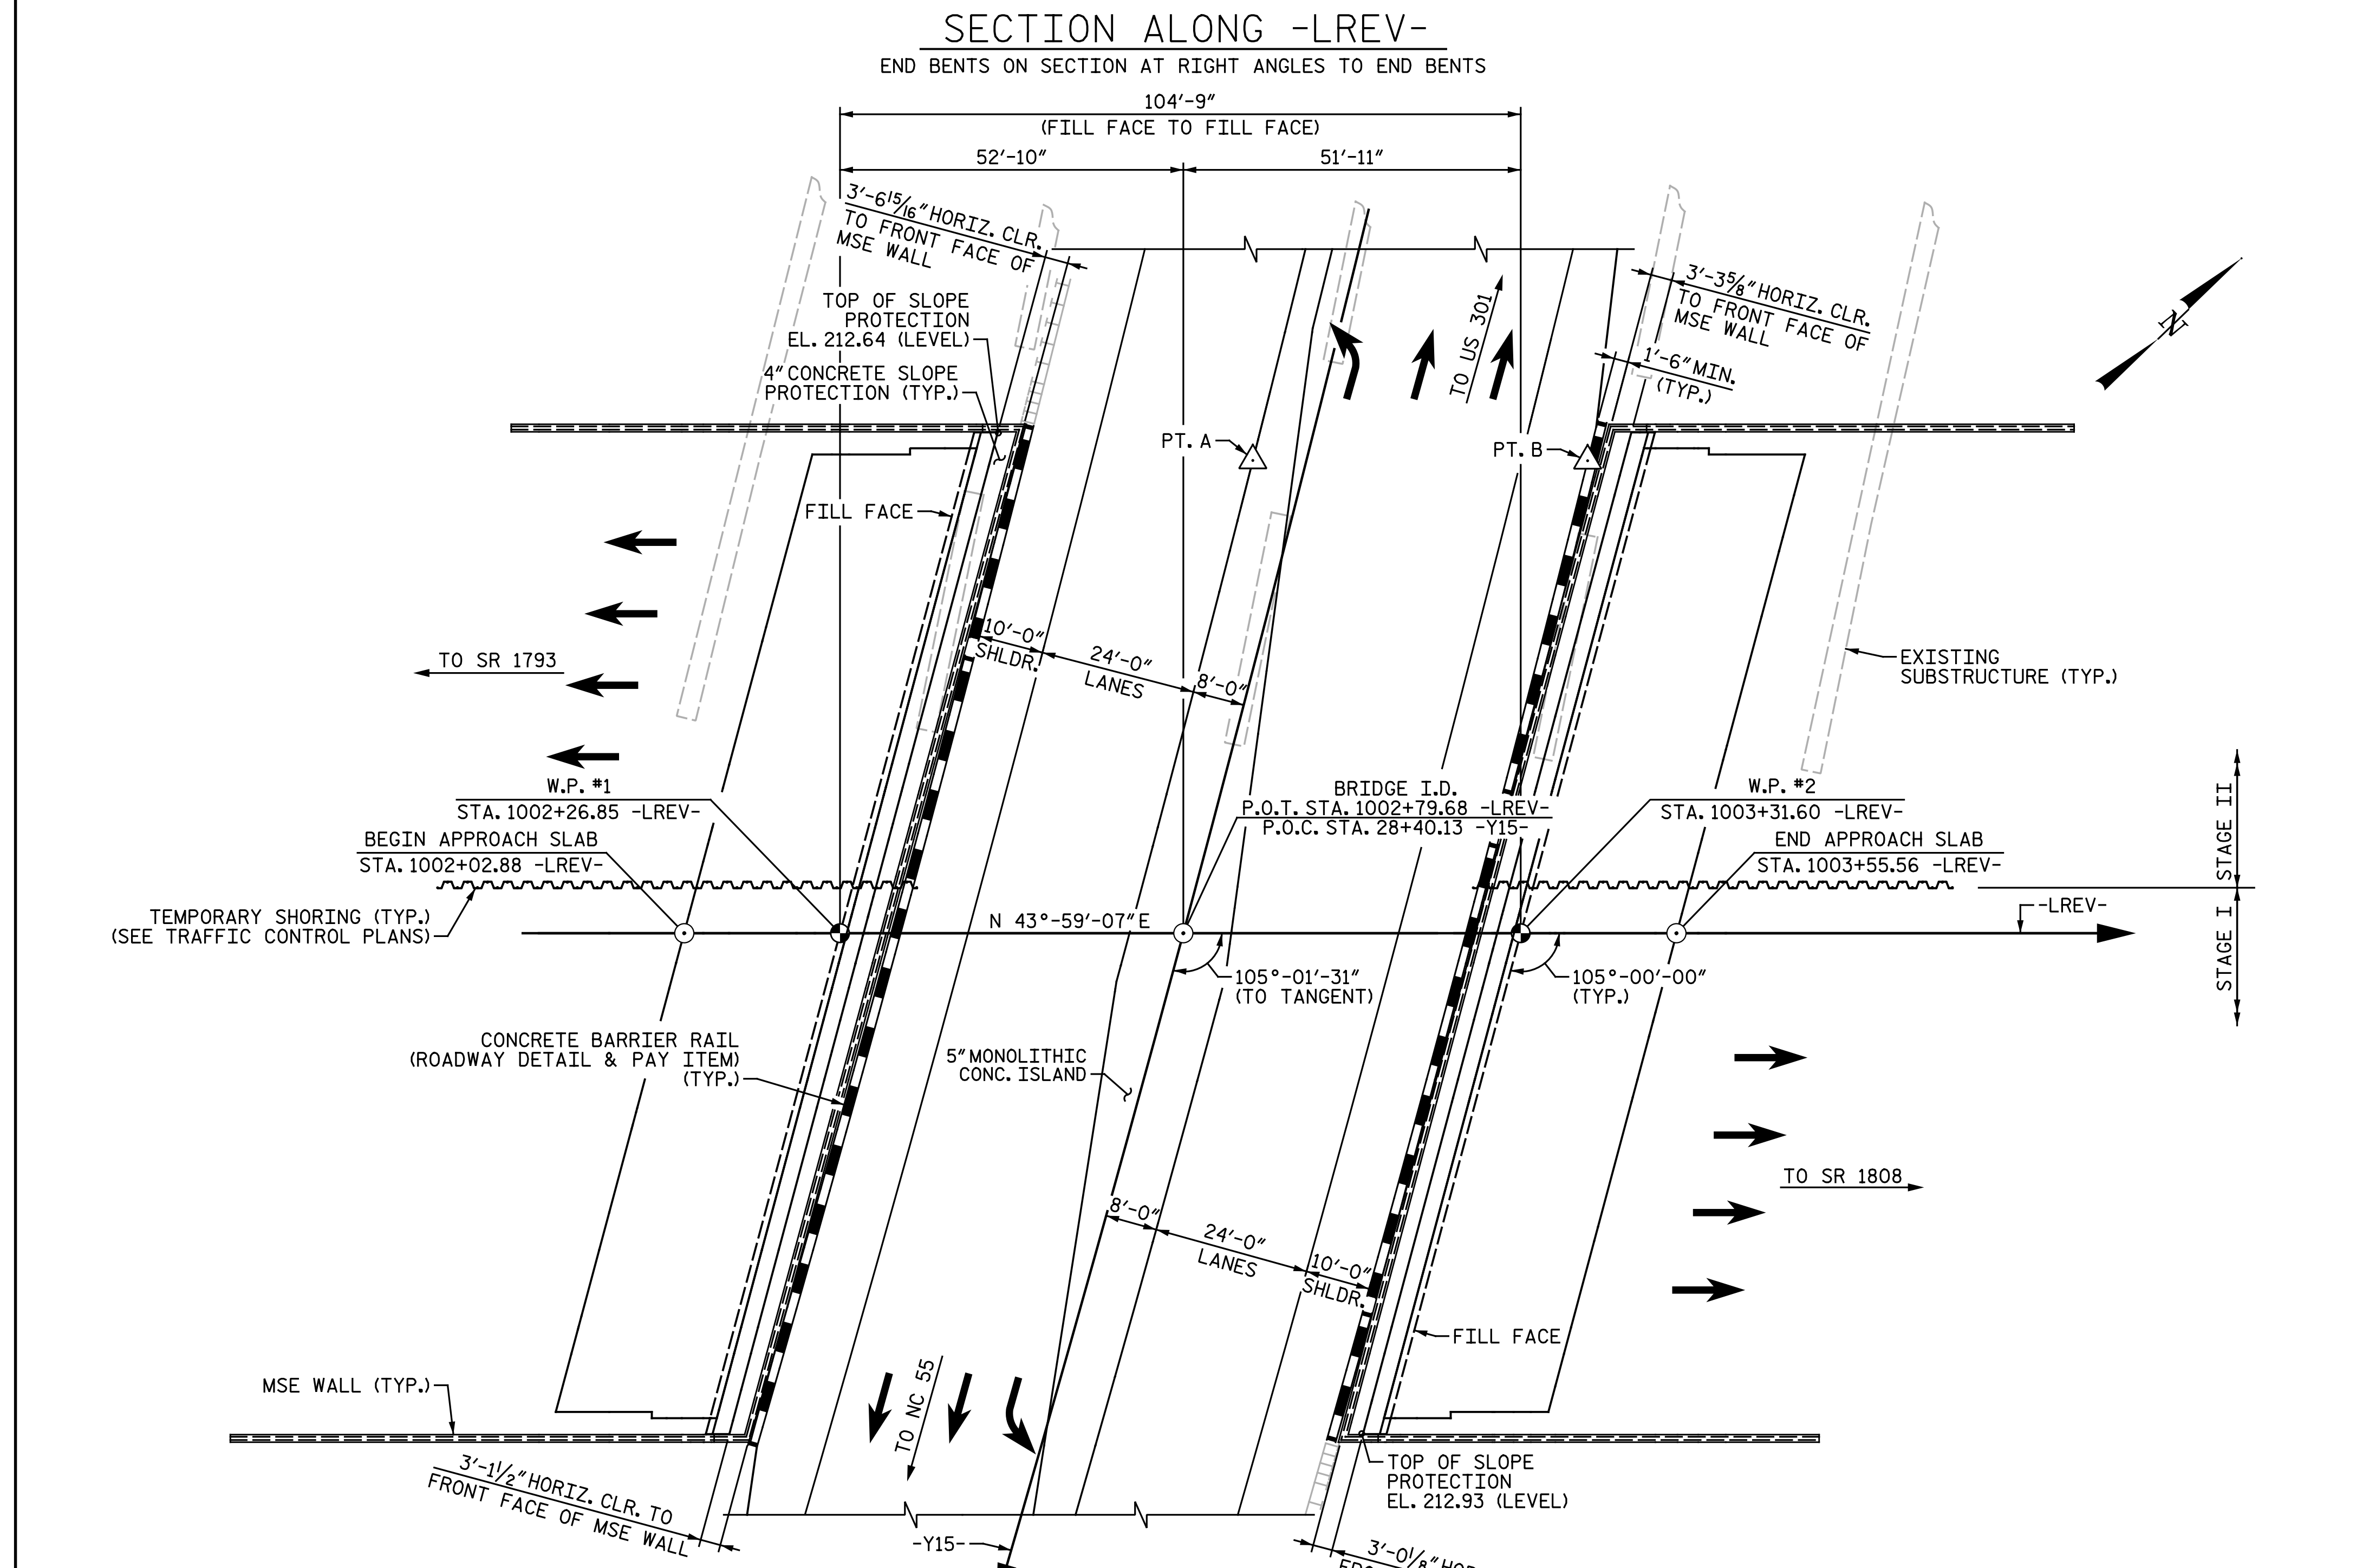 SECTION ALONG -LREV-
END BENTS ON SECTION AT RIGHT ANGLES TO END BENTS
104'-9"
(FILL FACE TO FILL FACE)
52'-10"
51'-11"
3'-6 15/16" HORIZ. CLR.
TO FRONT FACE OF
MSE WALL
TOP OF SLOPE
PROTECTION
EL. 212.64 (LEVEL)
4" CONCRETE SLOPE
PROTECTION (TYP.)
TO US 301
3'-3 5/8" HORIZ. CLR.
TO FRONT FACE OF
MSE WALL
1'-6" MIN.
(TYP.)
N
PT. A
PT. B
FILL FACE
TO SR 1793
10'-0"
SHLDR.
24'-0"
LANES
8'-0"
EXISTING
SUBSTRUCTURE (TYP.)
W.P. #1
STA. 1002+26.85 -LREV-
BEGIN APPROACH SLAB
STA. 1002+02.88 -LREV-
BRIDGE I.D.
P.O.T. STA. 1002+79.68 -LREV-
P.O.C. STA. 28+40.13 -Y15-
W.P. #2
STA. 1003+31.60 -LREV-
END APPROACH SLAB
STA. 1003+55.56 -LREV-
STAGE II
STAGE I
TEMPORARY SHORING (TYP.)
(SEE TRAFFIC CONTROL PLANS)
N 43°-59'-07" E
-LREV-
105°-01'-31"
(TO TANGENT)
105°-00'-00"
(TYP.)
CONCRETE BARRIER RAIL
(ROADWAY DETAIL & PAY ITEM)
(TYP.)
5" MONOLITHIC
CONC. ISLAND
TO SR 1808
8'-0"
24'-0"
LANES
10'-0"
SHLDR.
FILL FACE
MSE WALL (TYP.)
TO NC 55
3'-1 1/2" HORIZ. CLR. TO
FRONT FACE OF MSE WALL
TOP OF SLOPE
PROTECTION
EL. 212.93 (LEVEL)
-Y15-
3'-0 1/8"